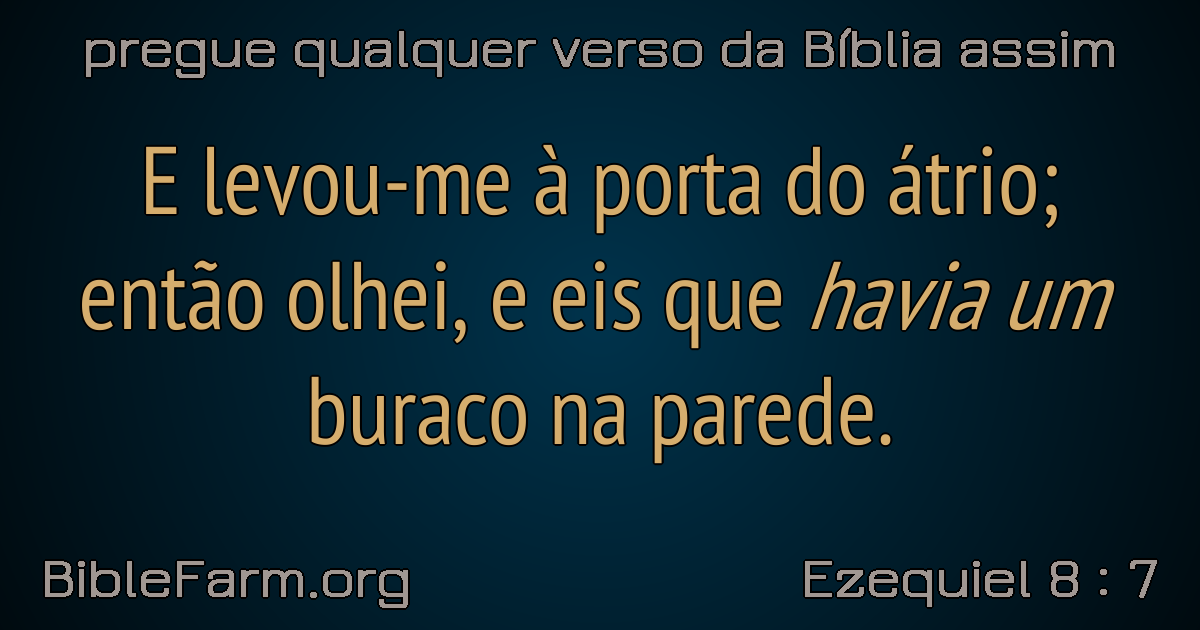 pregue qualquer verso da Bíblia assim
E levou-me à porta do átrio;
então olhei, e eis que havia um
buraco na parede.
BibleFarm.org
Ezequiel 8 : 7